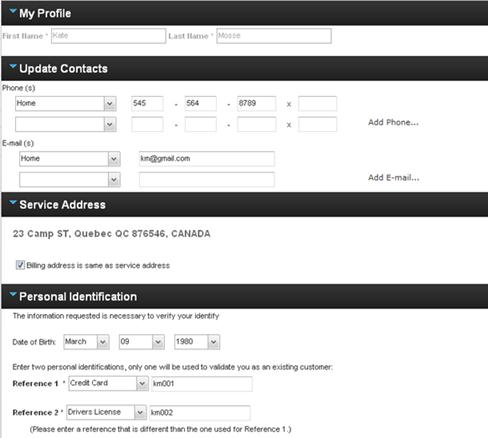 My Profile
First Name * Kate Last Name * Mosse
Update Contacts
Phone (s)
Home 545 - 564 - 8789 x
- - x Add Phone...
E-mail (s)
Home km@gmail.com
Add E-mail...
Service Address
23 Camp ST, Quebec QC 876546, CANADA
Billing address is same as service address
Personal Identification
The information requested is necessary to verify your identify
Date of Birth: March 09 1980
Enter two personal identifications, only one will be used to validate you as an existing customer:
Reference 1 * Credit Card km001
Reference 2 * Drivers License km002
(Please enter a reference that is different than the one used for Reference 1.)